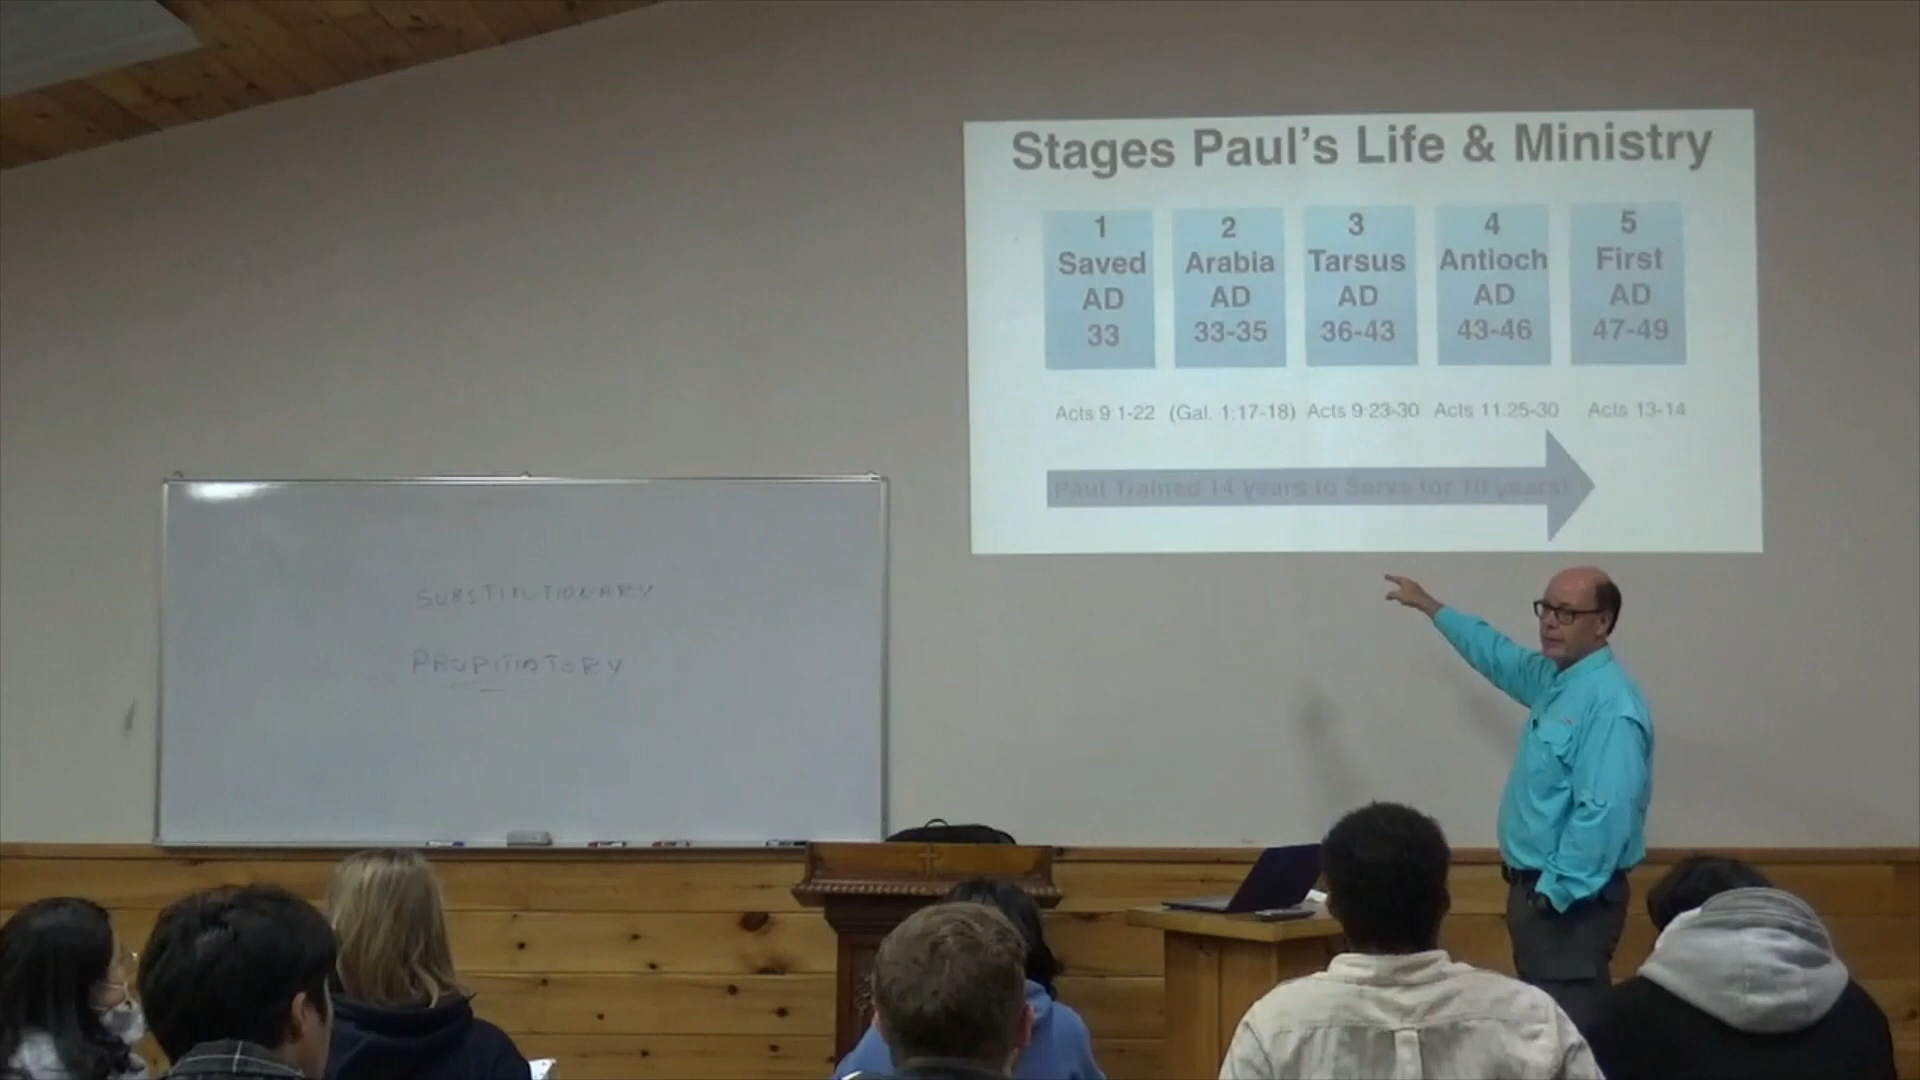 Stages Paul's Life & Ministry
1
Saved
AD
33
2
Arabia
AD
33-35
3
Tarsus
AD
36-43
4
Antioch
AD
43-46
5
First
AD
47-49
Acts 9:1-22
(Gal. 1:17-18)
Acts 9:23-30
Acts 11:25-30
Acts 13-14
Paul Trained 14 years to Serve for 18 years!
SUBSTITUTIONARY
PROPITIATORY